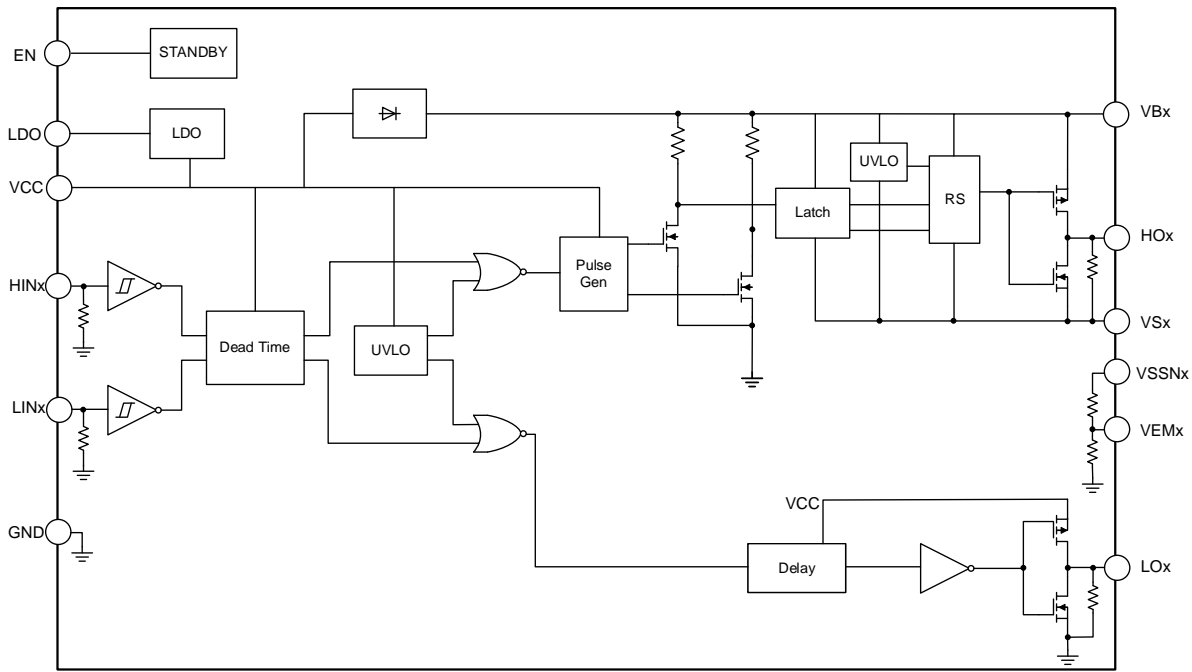 EN
STANDBY
LDO
LDO
VBx
VCC
UVLO
Latch
RS
HOx
HINx
Pulse
Gen
Dead Time
UVLO
VSx
VSSNx
LINx
VEMx
VCC
GND
Delay
LOx